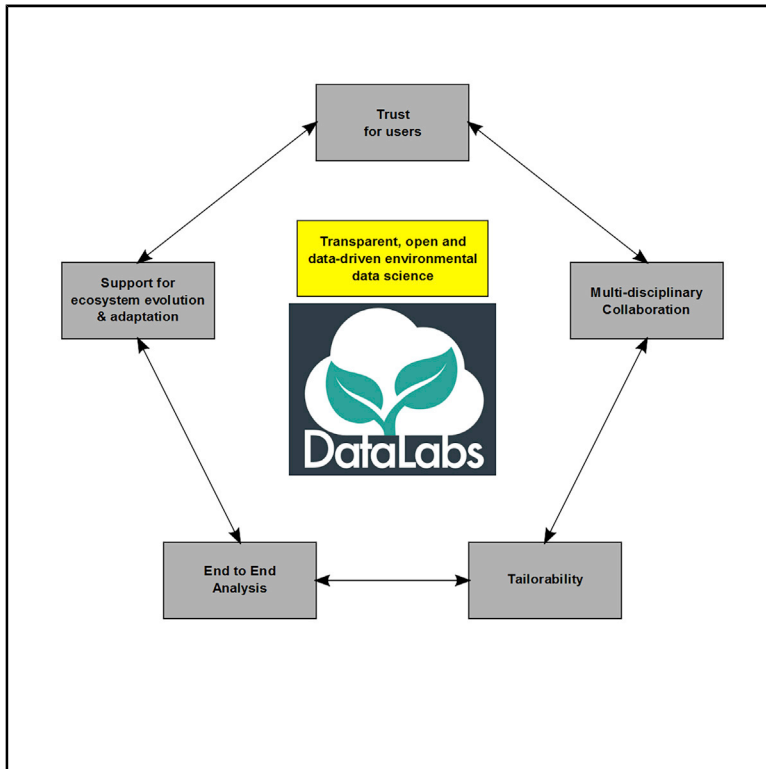 Trust
for users
Transparent, open and
data-driven environmental
data science
Support for
ecosystem evolution
& adaptation
Multi-disciplinary
Collaboration
DataLabs
End to End
Analysis
Tailorability